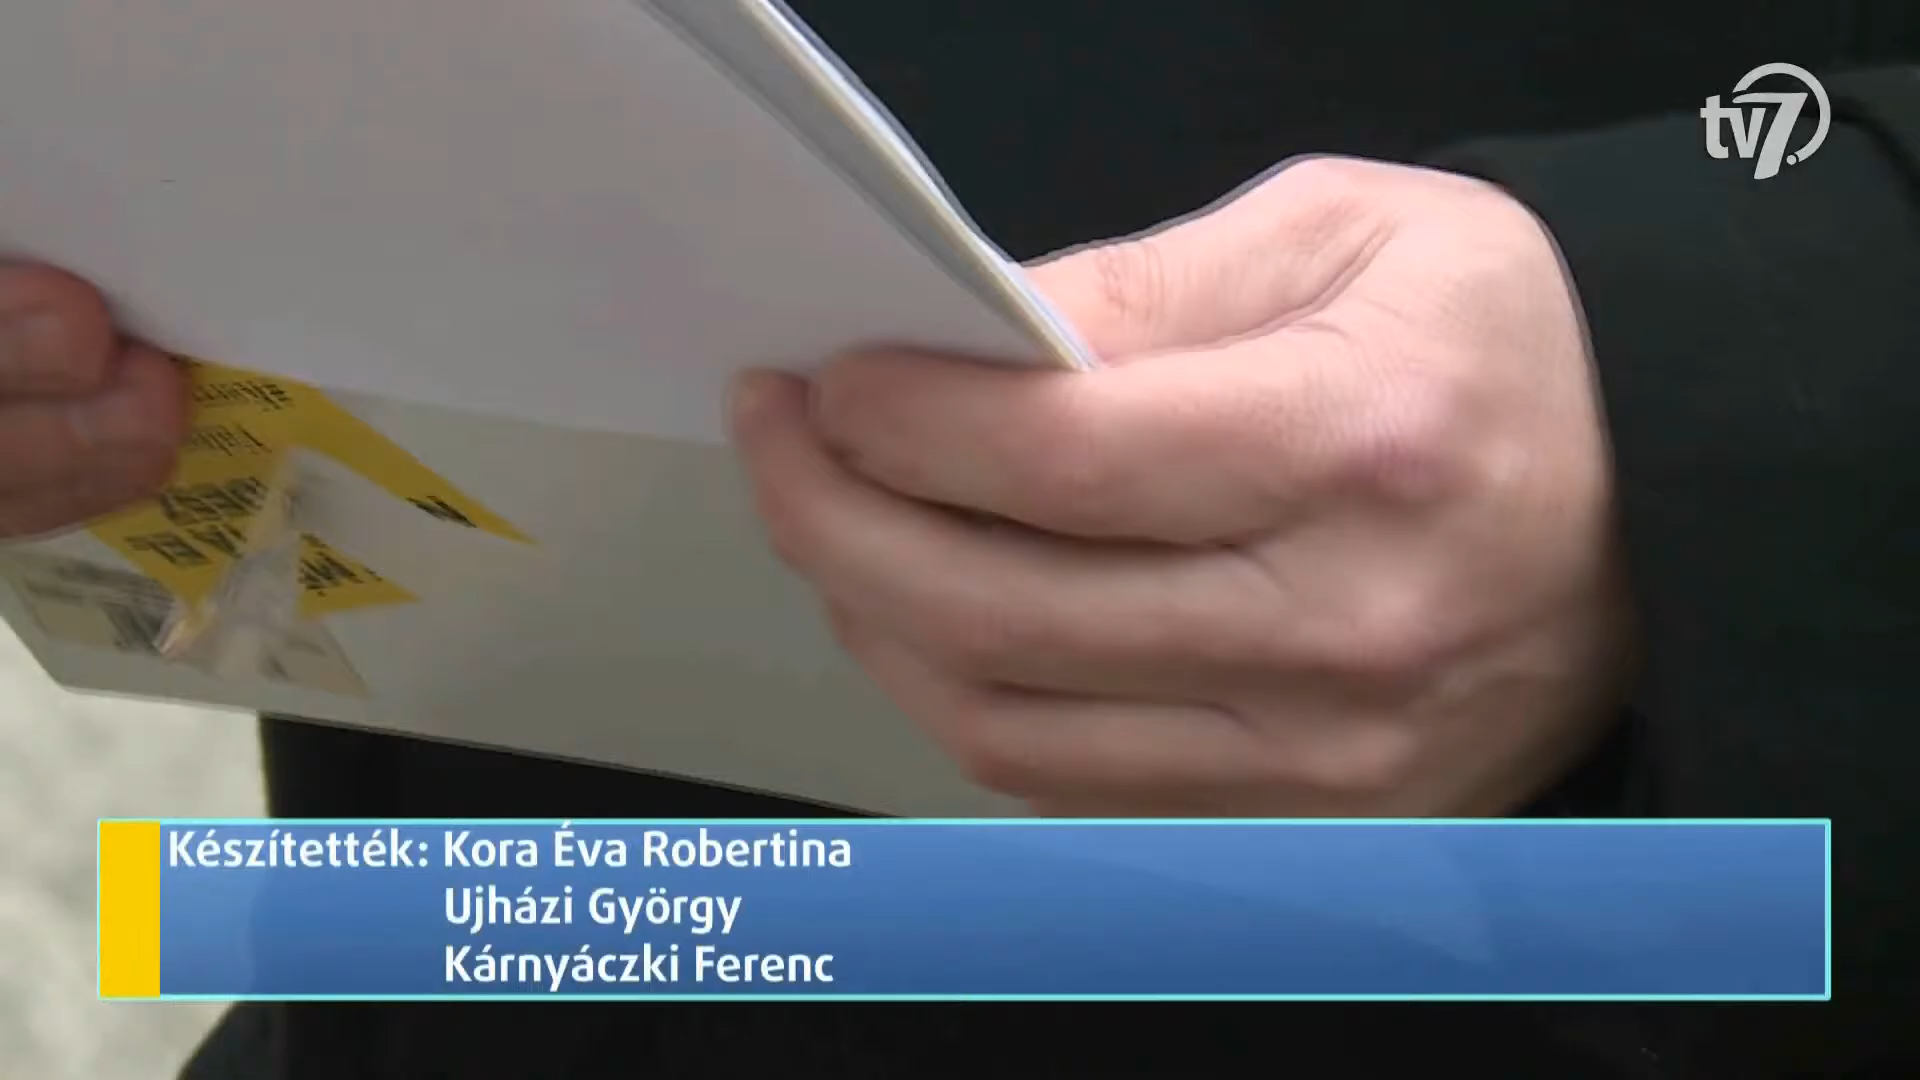 tv7
Készítették: Kora Éva Robertina
Ujházi György
Kárnyáczki Ferenc